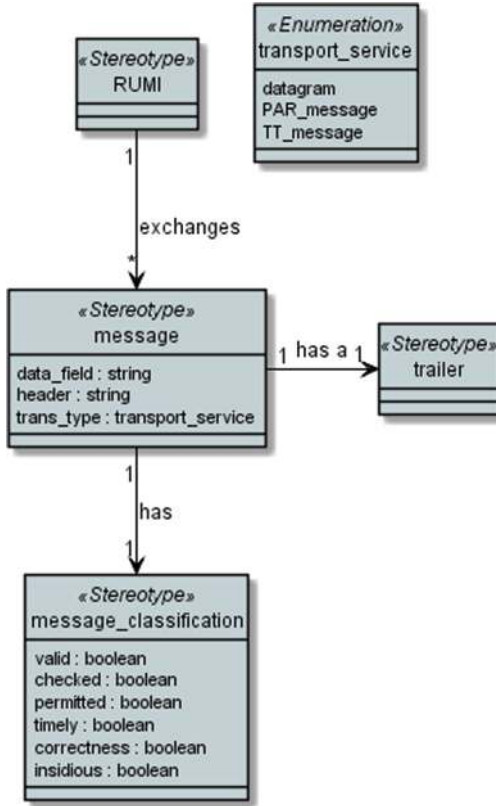 «Stereotype»
RUMI
«Enumeration»
transport_service
datagram
PAR_message
TT_message
1
exchanges
*
«Stereotype»
message
data_field : string
header : string
trans_type : transport_service
1 has a 1
«Stereotype»
trailer
1
has
1
«Stereotype»
message_classification
valid : boolean
checked : boolean
permitted : boolean
timely : boolean
correctness : boolean
insidious : boolean